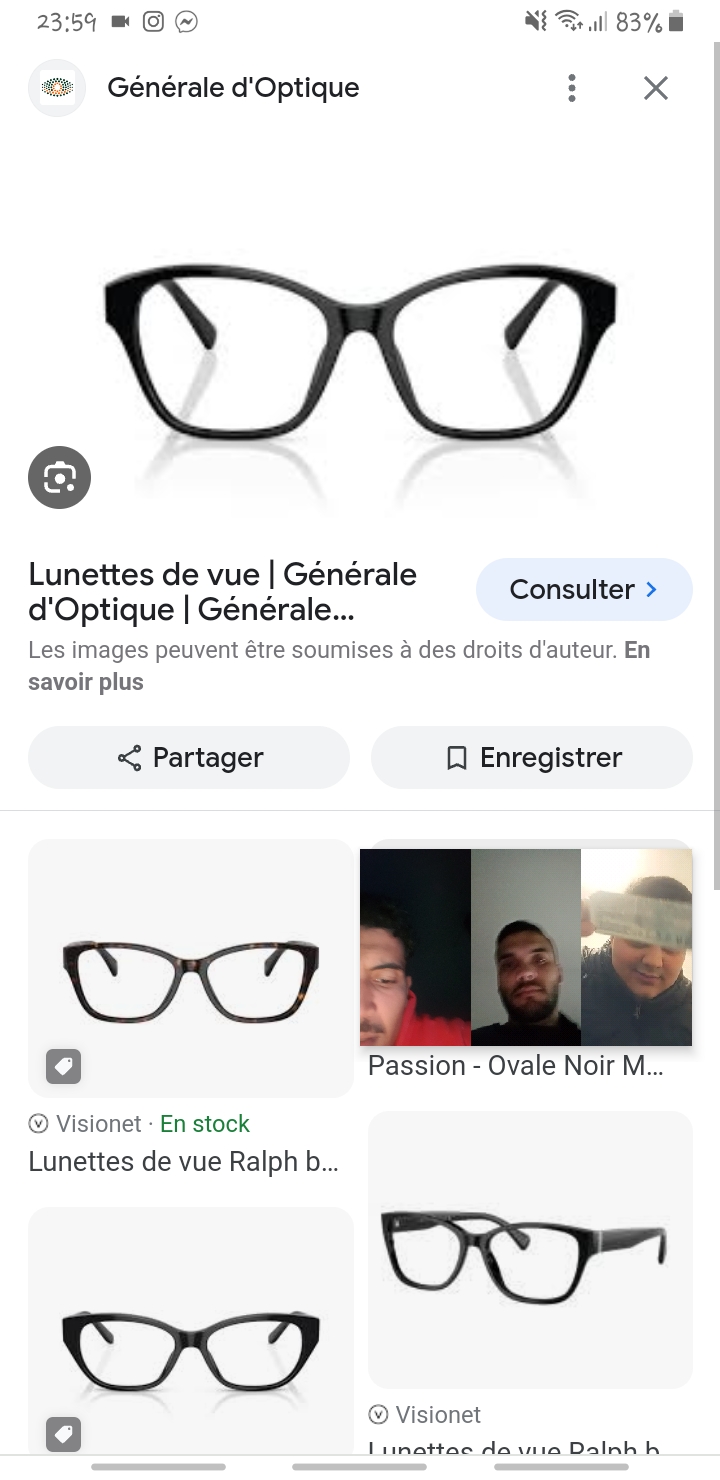 23:59
83%
Générale d'Optique
Lunettes de vue | Générale
d'Optique | Générale...
Consulter
Les images peuvent être soumises à des droits d'auteur. En
savoir plus
Partager
Enregistrer
Passion - Ovale Noir M...
Visionet · En stock
Lunettes de vue Ralph b...
Visionet
Lunettes de vue Ralph b